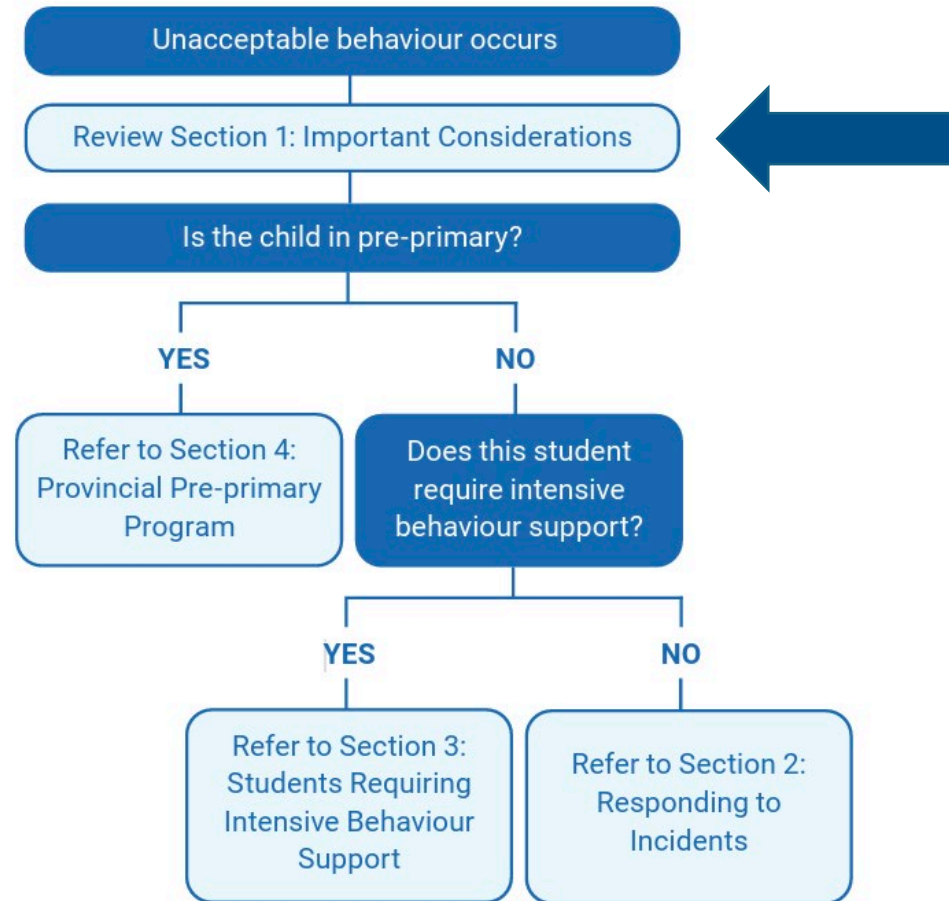 Unacceptable behaviour occurs
Review Section 1: Important Considerations
Is the child in pre-primary?
YES
NO
Refer to Section 4:
Provincial Pre-primary
Program
Does this student
require intensive
behaviour support?
YES
NO
Refer to Section 3:
Students Requiring
Intensive Behaviour
Support
Refer to Section 2:
Responding to
Incidents